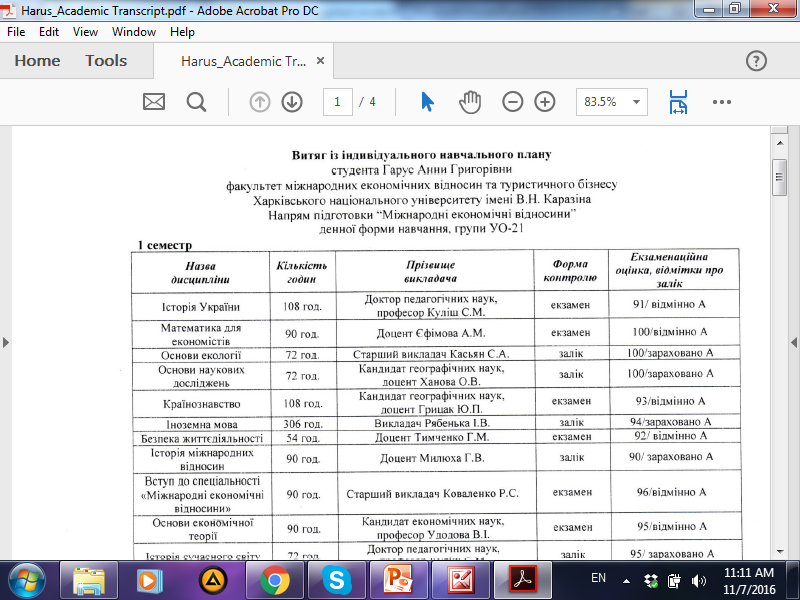 Harus_Academic Transcript.pdf - Adobe Acrobat Pro DC
File Edit View Window Help
Home Tools Harus_Academic Tr... ×
1 / 4 83.5%
Витяг із індивідуального навчального плану
студента Гарус Анни Григорівни
факультет міжнародних економічних відносин та туристичного бізнесу
Харківського національного університету імені В.Н. Каразіна
Напрям підготовки “Міжнародні економічні відносини”
денної форми навчання, групи УО-21
1 семестр
Назва дисципліни Кількість годин Прізвище викладача Форма контролю Екзаменаційна оцінка, відмітки про залік
Історія України 108 год. Доктор педагогічних наук, професор Куліш С.М. екзамен 91/ відмінно А
Математика для економістів 90 год. Доцент Єфімова А.М. екзамен 100/відмінно А
Основи екології 72 год. Старший викладач Касьян С.А. залік 100/зараховано А
Основи наукових досліджень 72 год. Кандидат географічних наук, доцент Ханова О.В. залік 100/зараховано А
Країнознавство 108 год. Кандидат географічних наук, доцент Грицак Ю.П. екзамен 93/відмінно А
Іноземна мова 306 год. Викладач Рябенька І.В. залік 94/зараховано А
Безпека життєдіяльності 54 год. Доцент Тимченко Г.М. екзамен 92/ відмінно А
Історія міжнародних відносин 90 год. Доцент Милюха Г.В. залік 90/ зараховано А
Вступ до спеціальності «Міжнародні економічні відносини» 90 год. Старший викладач Коваленко Р.С. екзамен 96/відмінно А
Основи економічної теорії 90 год. Кандидат економічних наук, професор Удодова В.І. екзамен 95/відмінно А
Історія сучасного світу 72 год. Доктор педагогічних наук, залік 95/ зараховано А
EN 11:11 AM
11/7/2016